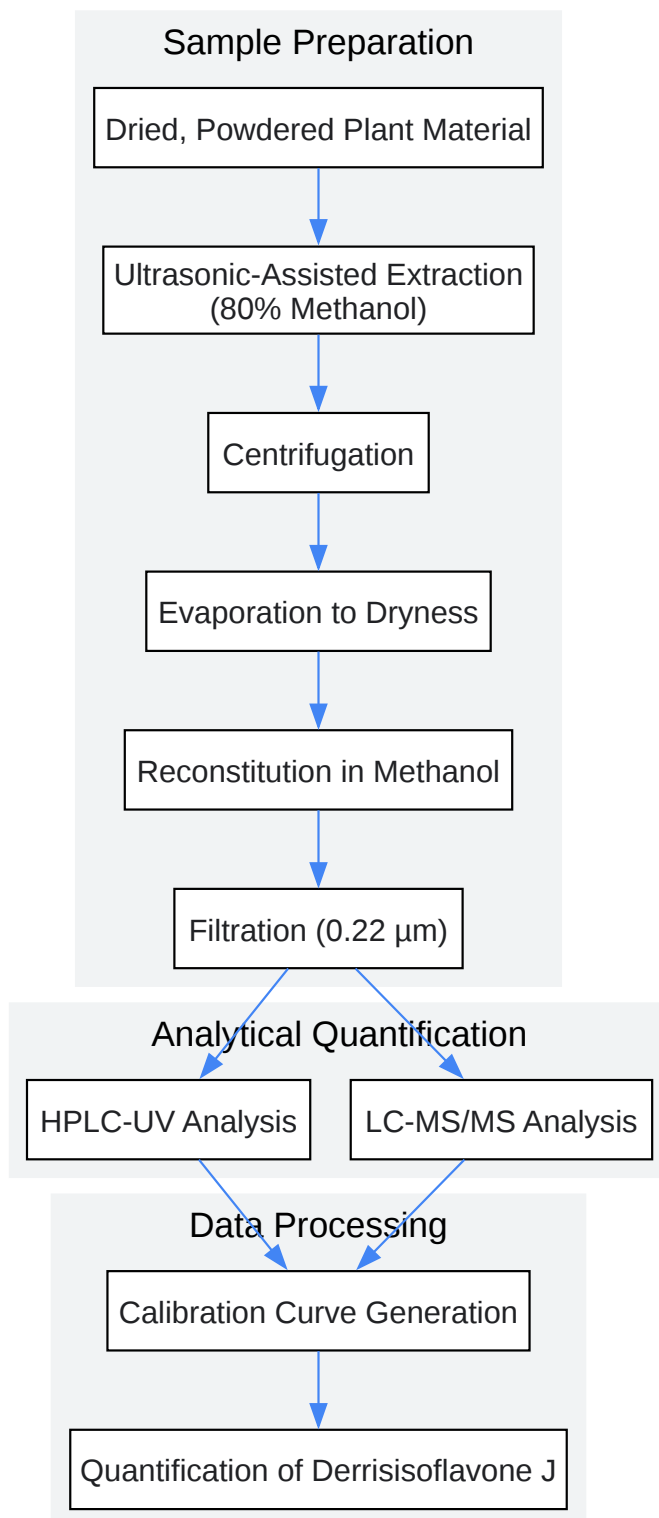 Sample Preparation
Dried, Powdered Plant Material
Ultrasonic-Assisted Extraction
(80% Methanol)
Centrifugation
Evaporation to Dryness
Reconstitution in Methanol
Filtration (0.22 µm)
Analytical Quantification
HPLC-UV Analysis
LC-MS/MS Analysis
Data Processing
Calibration Curve Generation
Quantification of Derrisisoflavone J